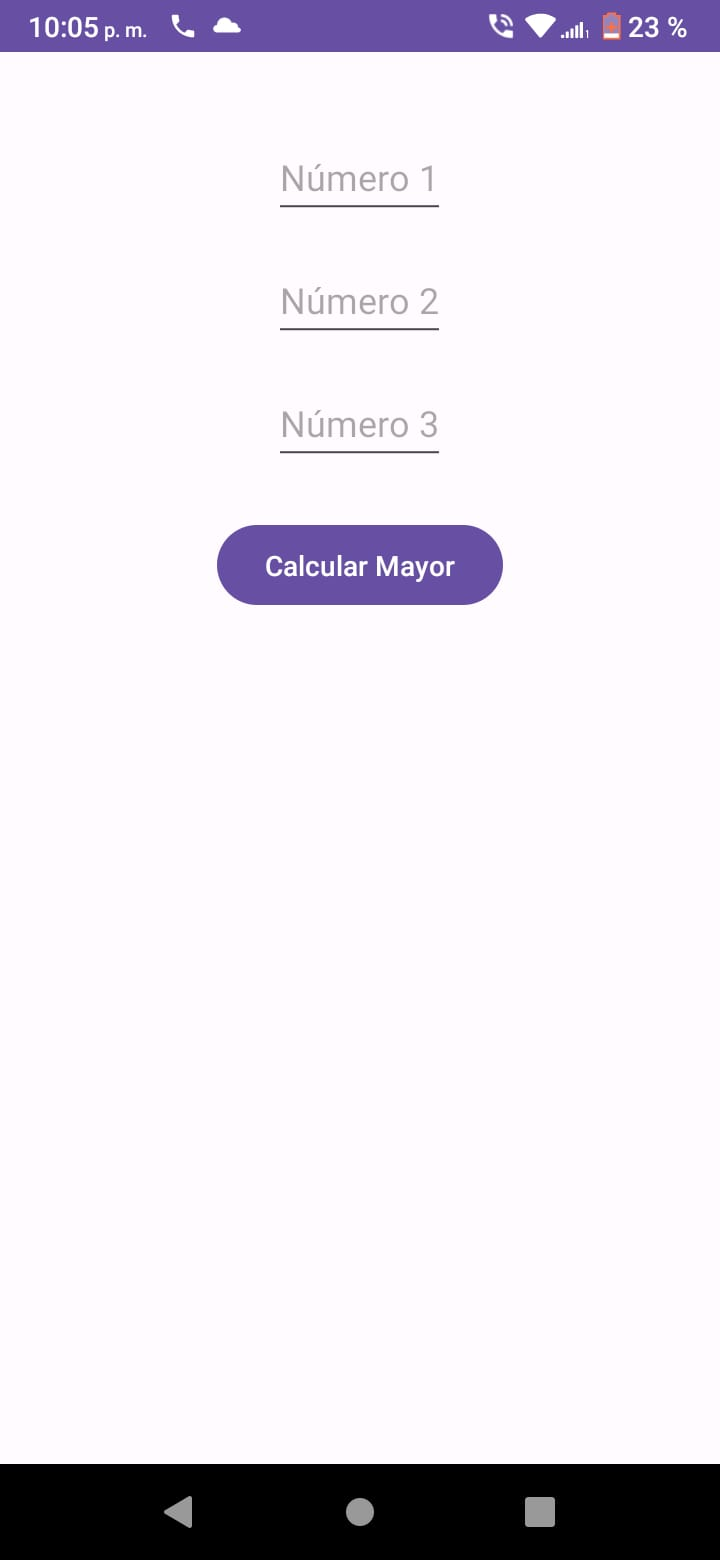 10:05 p. m. 23 %
Número 1
Número 2
Número 3
Calcular Mayor